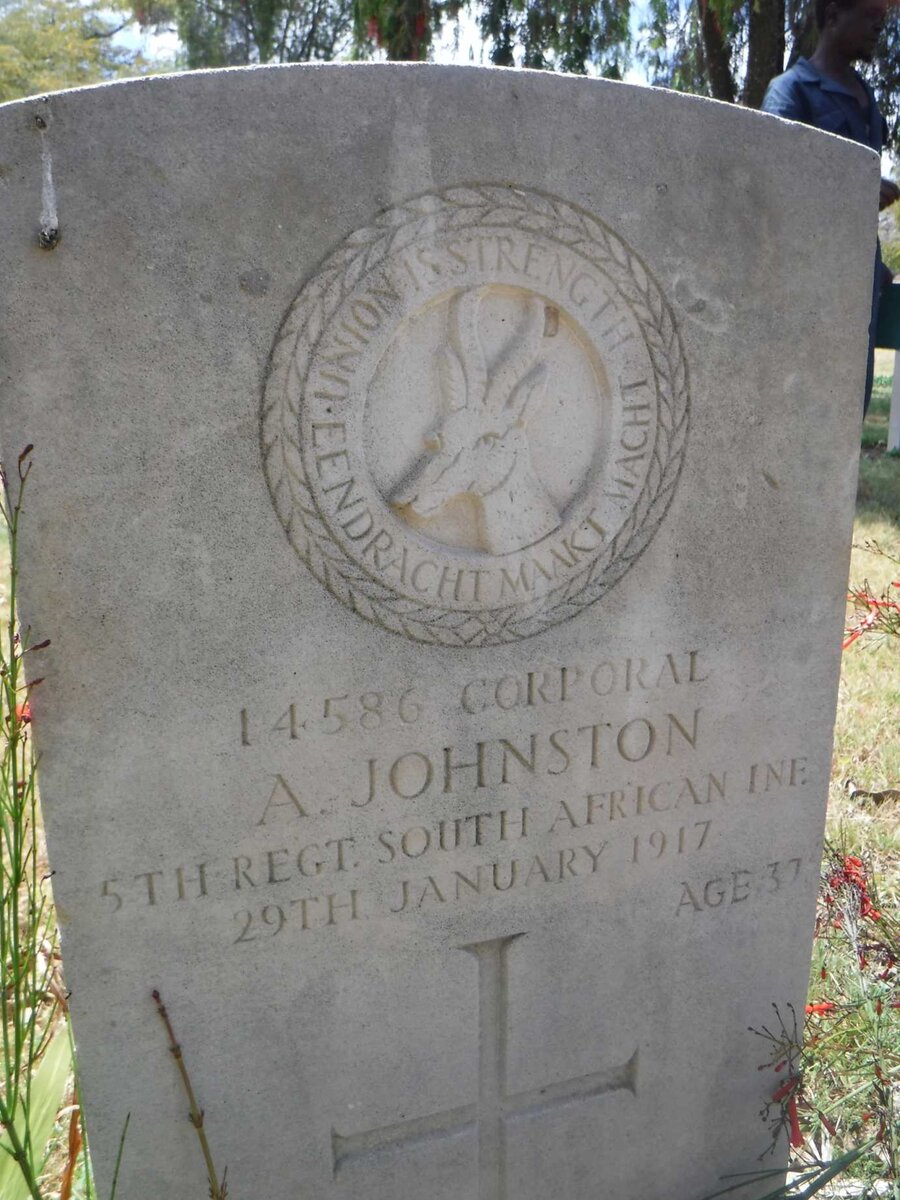 UNION IS STRENGTH
EENDRACHT MAAKT MACHT
14586 CORPORAL
A. JOHNSTON
5TH REGT. SOUTH AFRICAN INF.
29TH JANUARY 1917 AGE 37